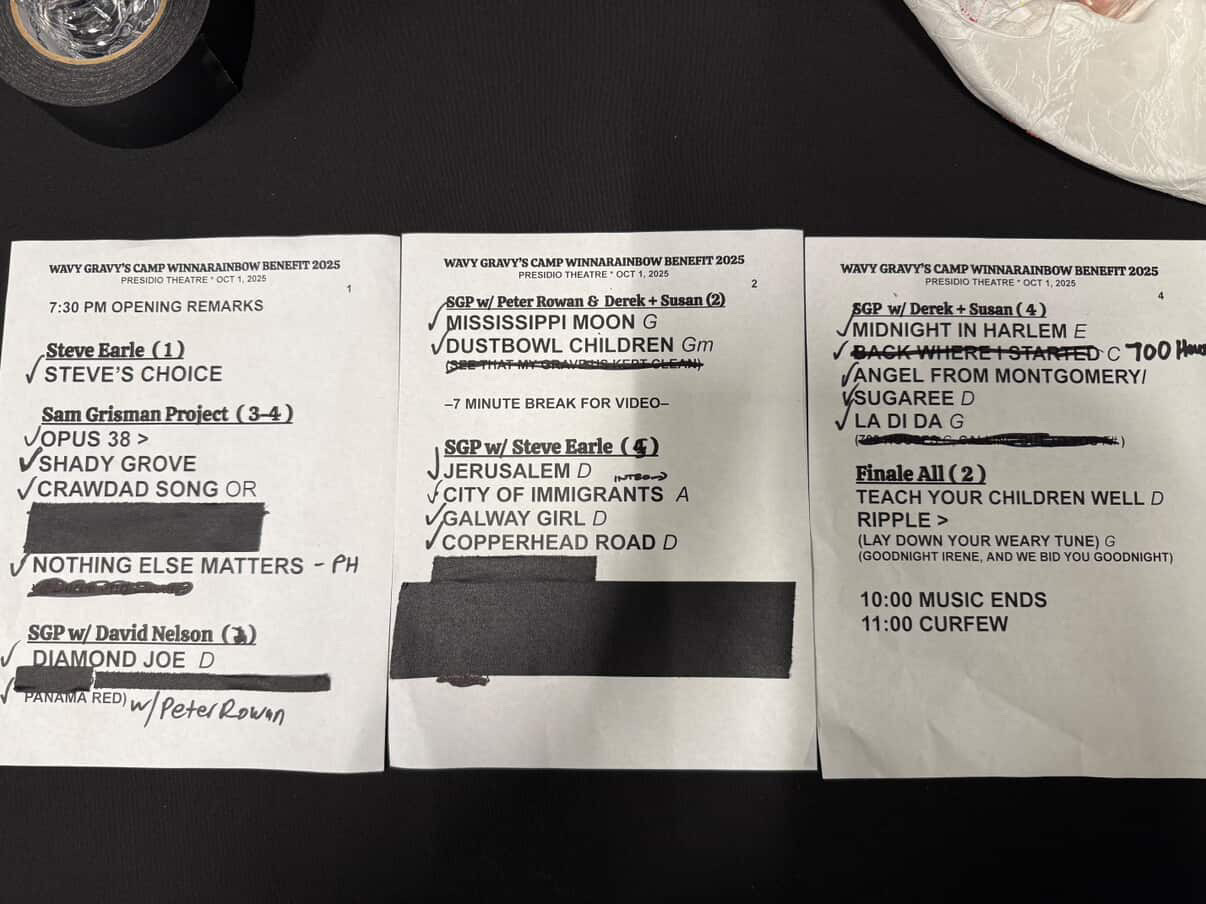 WAVY GRAVY'S CAMP WINNARAINBOW BENEFIT 2025
PRESIDIO THEATRE * OCT 1, 2025
1
7:30 PM OPENING REMARKS
Steve Earle (1)
✓STEVE'S CHOICE
Sam Grisman Project (3-4)
✓OPUS 38 >
✓SHADY GROVE
✓CRAWDAD SONG OR
✓NOTHING ELSE MATTERS - PH
SGP w/ David Nelson (2)
✓DIAMOND JOE D
✓PANAMA RED) w/ Peter Rowan
WAVY GRAVY'S CAMP WINNARAINBOW BENEFIT 2025
PRESIDIO THEATRE * OCT 1, 2025
2
SGP w/ Peter Rowan & Derek + Susan (2)
✓MISSISSIPPI MOON G
✓DUSTBOWL CHILDREN Gm
(SEE THAT MY GRAVE IS KEPT CLEAN)
–7 MINUTE BREAK FOR VIDEO–
SGP w/ Steve Earle (4)
✓JERUSALEM D
✓CITY OF IMMIGRANTS A
✓GALWAY GIRL D
✓COPPERHEAD ROAD D
WAVY GRAVY'S CAMP WINNARAINBOW BENEFIT 2025
PRESIDIO THEATRE * OCT 1, 2025
4
SGP w/ Derek + Susan (4)
✓MIDNIGHT IN HARLEM E
✓BACK WHERE I STARTED C 700 Hous
✓ANGEL FROM MONTGOMERY/
✓SUGAREE D
✓LA DI DA G
Finale All (2)
TEACH YOUR CHILDREN WELL D
RIPPLE >
(LAY DOWN YOUR WEARY TUNE) G
(GOODNIGHT IRENE, AND WE BID YOU GOODNIGHT)
10:00 MUSIC ENDS
11:00 CURFEW